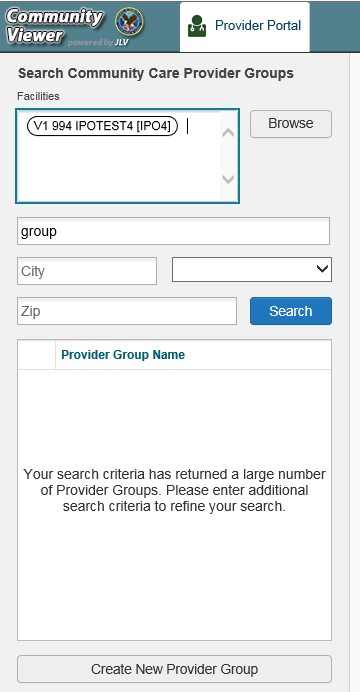 Community
Viewer
powered by JLV
Provider Portal
Search Community Care Provider Groups
Facilities
V1 994 IPOTEST4 [IPO4]
Browse
group
City
Zip
Search
Provider Group Name
Your search criteria has returned a large number
of Provider Groups. Please enter additional
search criteria to refine your search.
Create New Provider Group